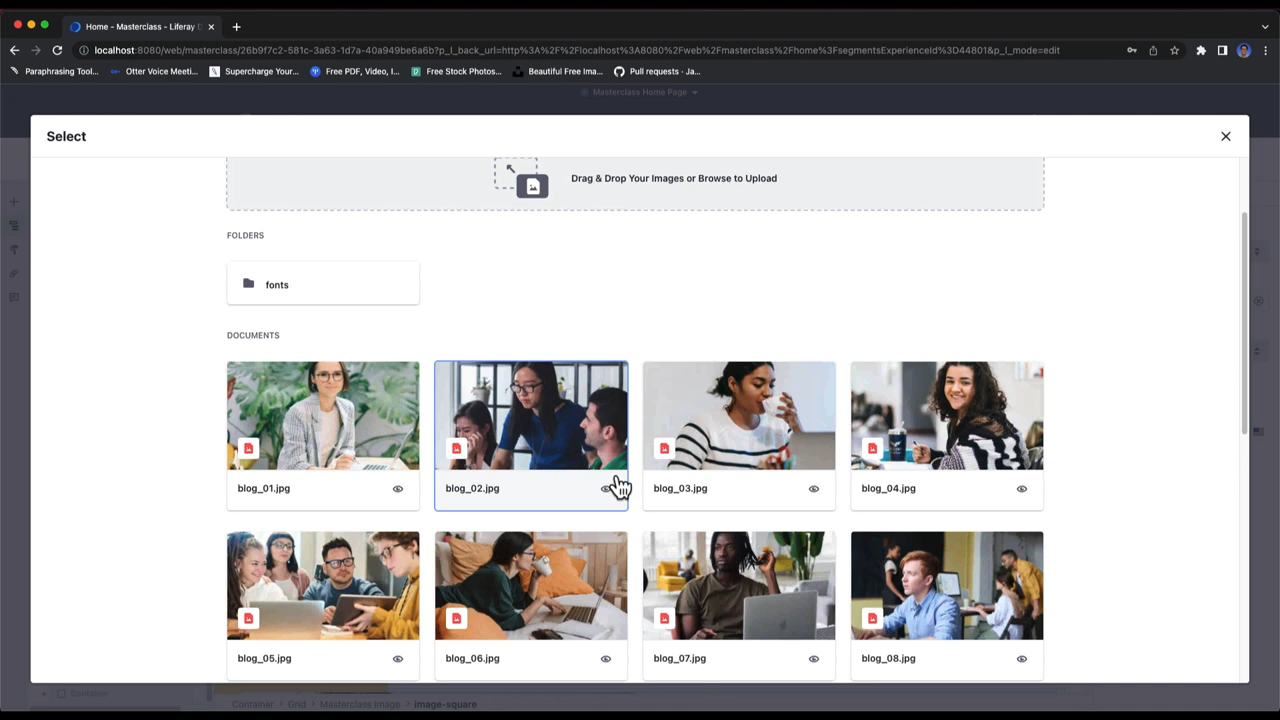 Home - Masterclass - Liferay
localhost:8080/web/masterclass/26b9f7c2-581c-3a63-1d7a-40a949be6a6b?p_l_back_url=http%3A%2F%2Flocalhost%3A8080%2Fweb%2Fmasterclass%2Fhome%3FsegmentsExperienceId%3D44801&p_l_mode=edit
Paraphrasing Tool... Otter Voice Meeti... Supercharge Your... Free PDF, Video, I... Free Stock Photos... Beautiful Free Ima... Pull requests · Ja...
Masterclass Home Page
Select
Drag & Drop Your Images or Browse to Upload
FOLDERS
fonts
DOCUMENTS
blog_01.jpg blog_02.jpg blog_03.jpg blog_04.jpg
blog_05.jpg blog_06.jpg blog_07.jpg blog_08.jpg
Container
Container Grid Masterclass Image image-square